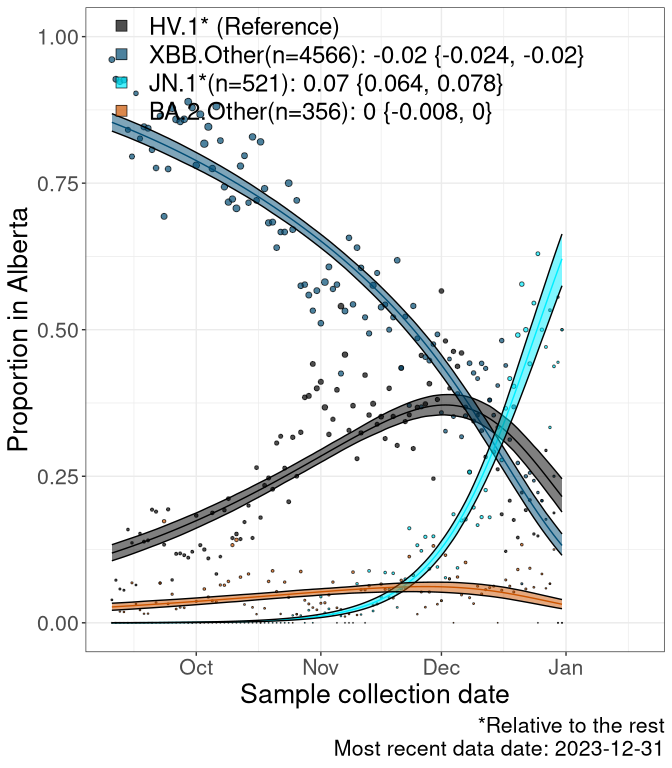 HV.1* (Reference)
XBB.Other(n=4566): -0.02 {-0.024, -0.02}
JN.1*(n=521): 0.07 {0.064, 0.078}
BA.2.Other(n=356): 0 {-0.008, 0}
1.00
0.75
0.50
0.25
0.00
Proportion in Alberta
Oct Nov Dec Jan
Sample collection date
*Relative to the rest
Most recent data date: 2023-12-31